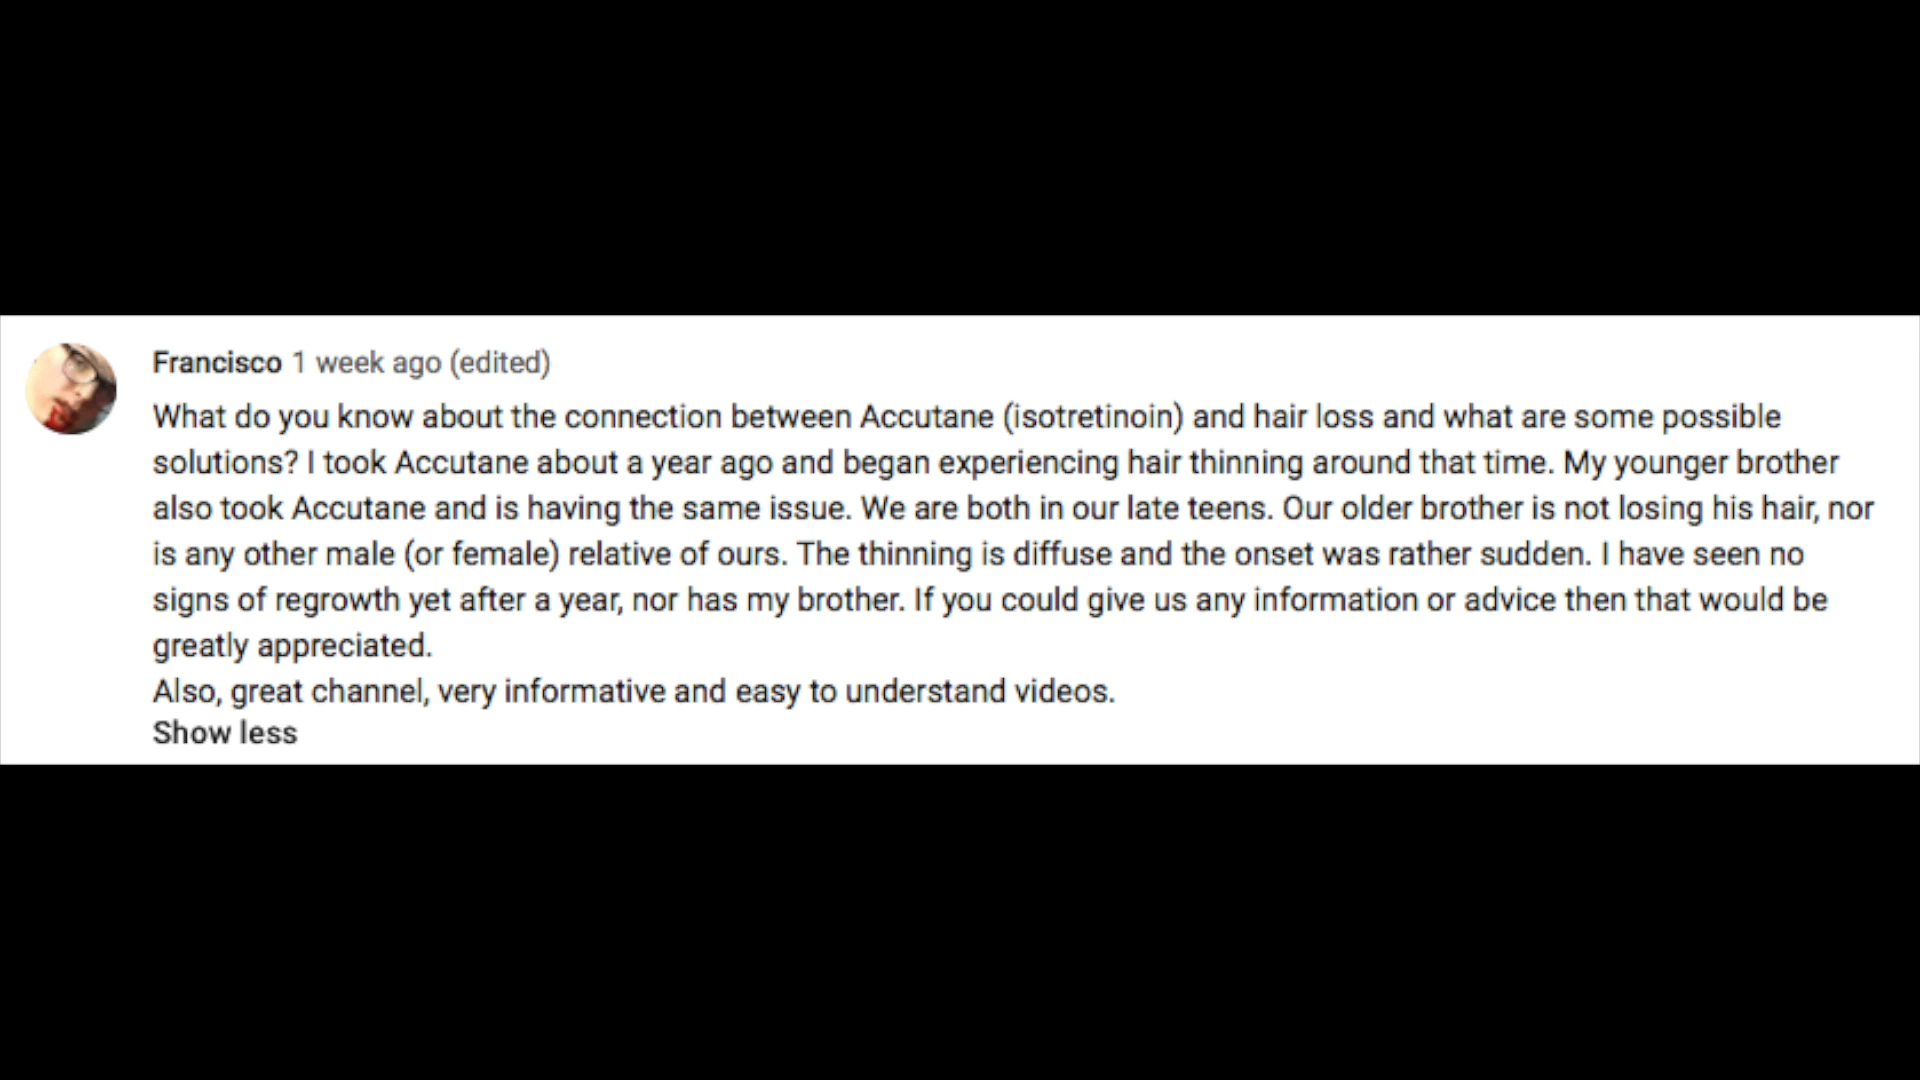 Francisco 1 week ago (edited)
What do you know about the connection between Accutane (isotretinoin) and hair loss and what are some possible
solutions? I took Accutane about a year ago and began experiencing hair thinning around that time. My younger brother
also took Accutane and is having the same issue. We are both in our late teens. Our older brother is not losing his hair, nor
is any other male (or female) relative of ours. The thinning is diffuse and the onset was rather sudden. I have seen no
signs of regrowth yet after a year, nor has my brother. If you could give us any information or advice then that would be
greatly appreciated.
Also, great channel, very informative and easy to understand videos.
Show less